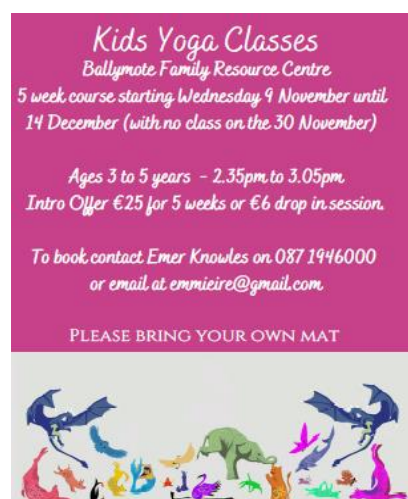 Kids Yoga Classes
Ballymote Family Resource Centre
5 week course starting Wednesday 9 November until
14 December (with no class on the 30 November)
Ages 3 to 5 years - 2.35pm to 3.05pm
Intro Offer €25 for 5 weeks or €6 drop in session.
To book contact Emer Knowles on 087 1946000
or email at emmieire@gmail.com
PLEASE BRING YOUR OWN MAT